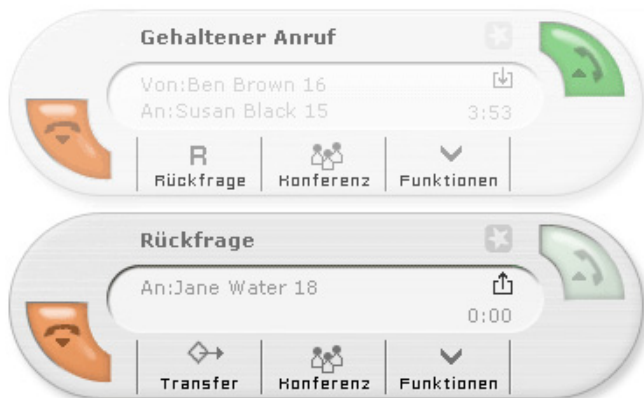 Gehaltener Anruf
Von:Ben Brown 16
An:Susan Black 15 3:53
R
Rückfrage Konferenz Funktionen
Rückfrage
An:Jane Water 18
0:00
Transfer Konferenz Funktionen